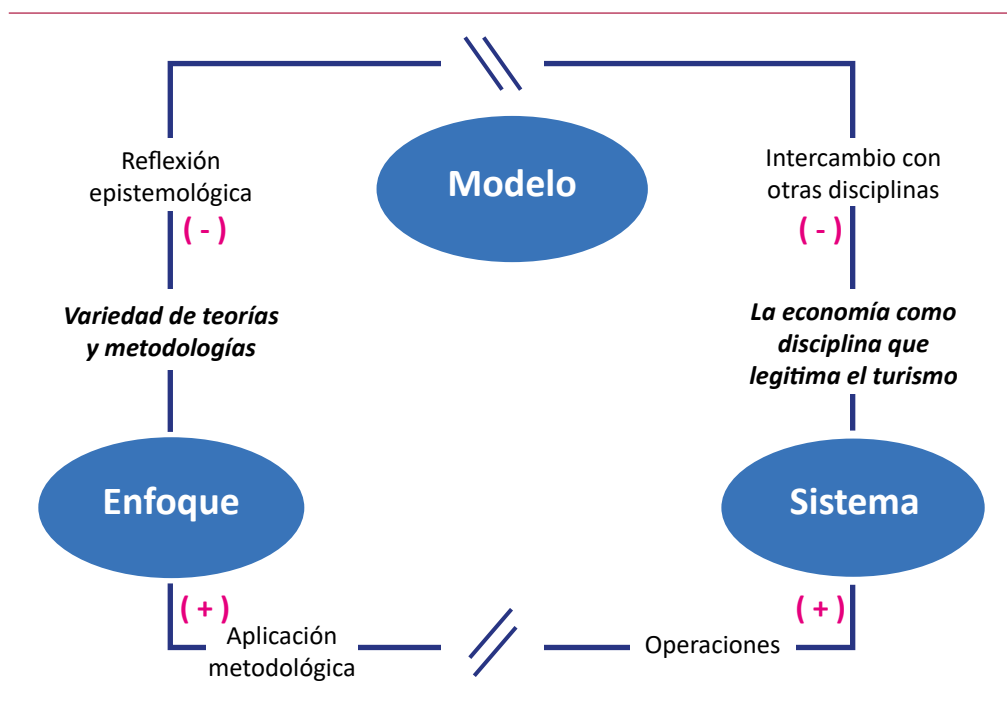 Modelo
Reflexión
epistemológica
( - )
Intercambio con
otras disciplinas
( - )
Variedad de teorías
y metodologías
La economía como
disciplina que
legitima el turismo
Enfoque
Sistema
( + )
Aplicación
metodológica
( + )
Operaciones